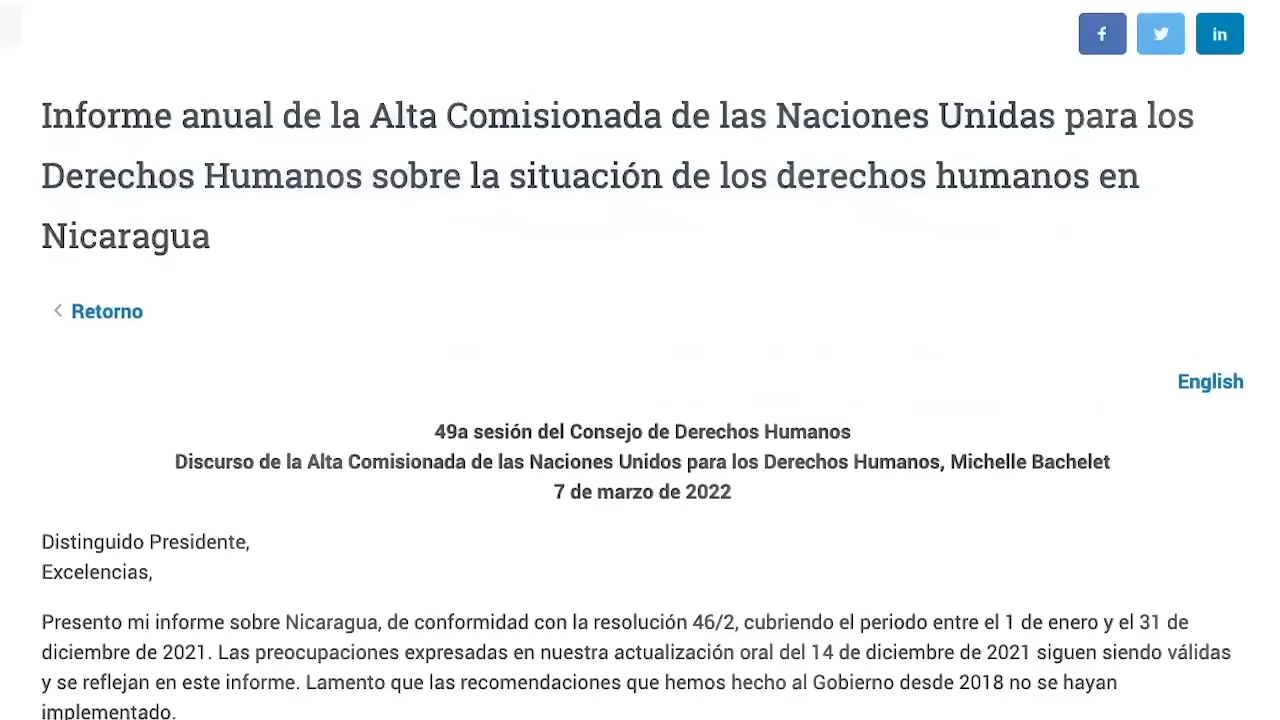 f
in
Informe anual de la Alta Comisionada de las Naciones Unidas para los
Derechos Humanos sobre la situación de los derechos humanos en
Nicaragua
Retorno
English
49a sesión del Consejo de Derechos Humanos
Discurso de la Alta Comisionada de las Naciones Unidos para los Derechos Humanos, Michelle Bachelet
7 de marzo de 2022
Distinguido Presidente,
Excelencias,
Presento mi informe sobre Nicaragua, de conformidad con la resolución 46/2, cubriendo el periodo entre el 1 de enero y el 31 de
diciembre de 2021. Las preocupaciones expresadas en nuestra actualización oral del 14 de diciembre de 2021 siguen siendo válidas
y se reflejan en este informe. Lamento que las recomendaciones que hemos hecho al Gobierno desde 2018 no se hayan
implementado.